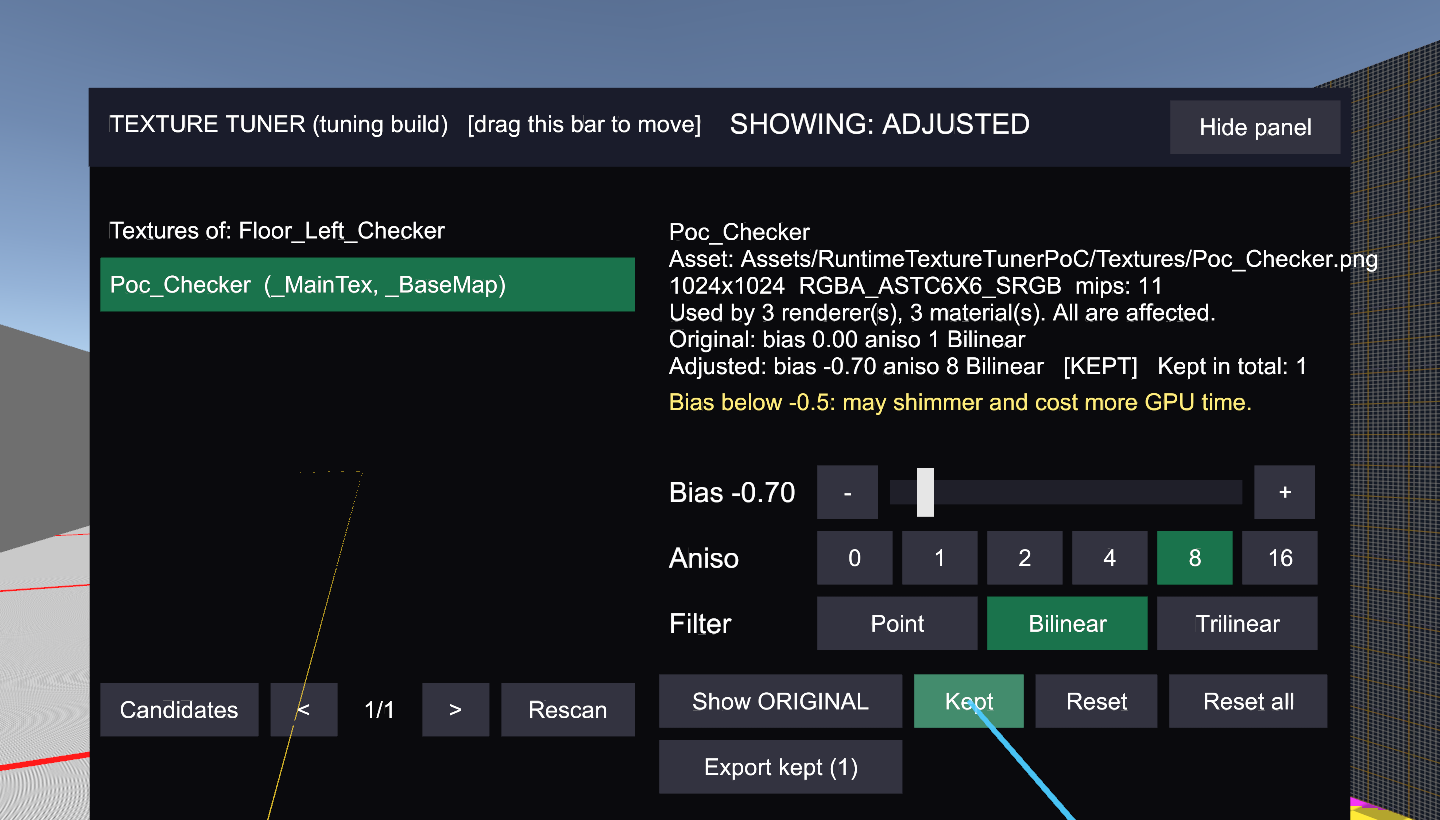 TEXTURE TUNER (tuning build) [drag this bar to move] SHOWING: ADJUSTED
Hide panel
Textures of: Floor_Left_Checker
Poc_Checker (_MainTex, _BaseMap)
Candidates
<
1/1
>
Rescan
Poc_Checker
Asset: Assets/RuntimeTextureTunerPoC/Textures/Poc_Checker.png
1024x1024 RGBA_ASTC6X6_SRGB mips: 11
Used by 3 renderer(s), 3 material(s). All are affected.
Original: bias 0.00 aniso 1 Bilinear
Adjusted: bias -0.70 aniso 8 Bilinear [KEPT] Kept in total: 1
Bias below -0.5: may shimmer and cost more GPU time.
Bias -0.70 - +
Aniso 0 1 2 4 8 16
Filter Point Bilinear Trilinear
Show ORIGINAL Kept Reset Reset all
Export kept (1)